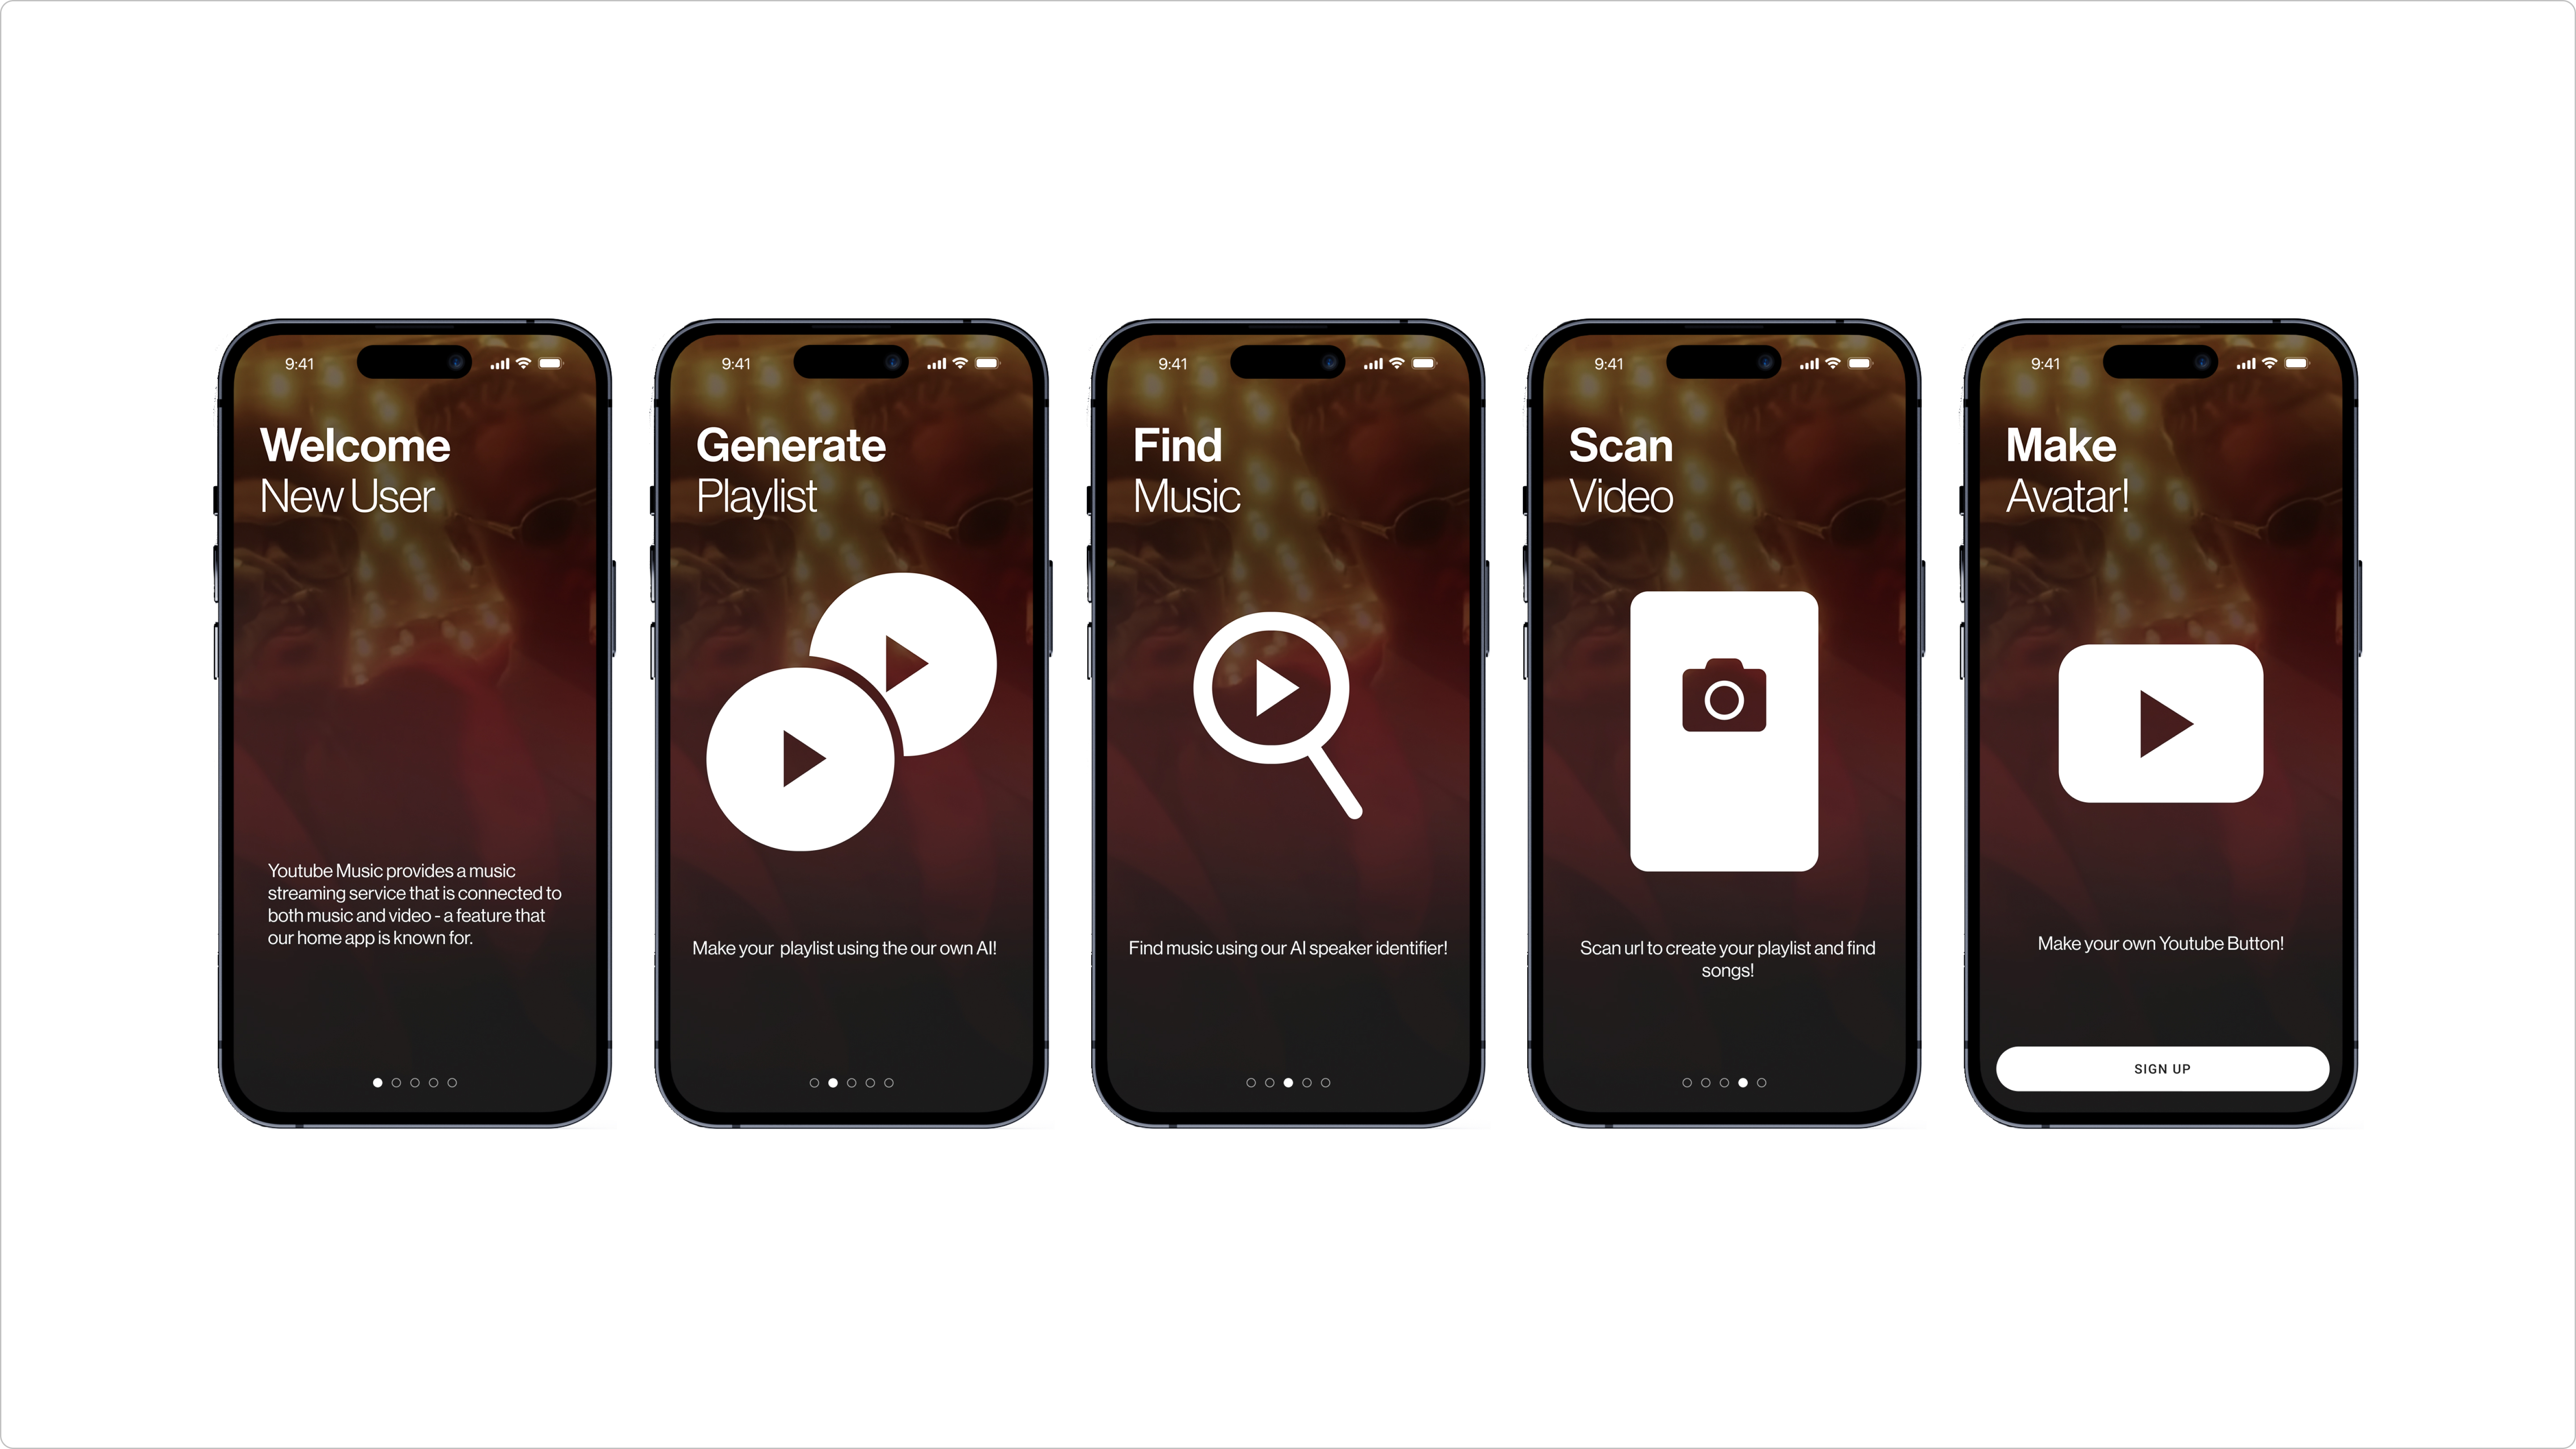 9:41
Welcome
New User
Youtube Music provides a music
streaming service that is connected to
both music and video - a feature that
our home app is known for.
9:41
Generate
Playlist
Make your  playlist using the our own AI!
9:41
Find
Music
Find music using our AI speaker identifier!
9:41
Scan
Video
Scan url to create your playlist and find
songs!
9:41
Make
Avatar!
Make your own Youtube Button!
SIGN UP